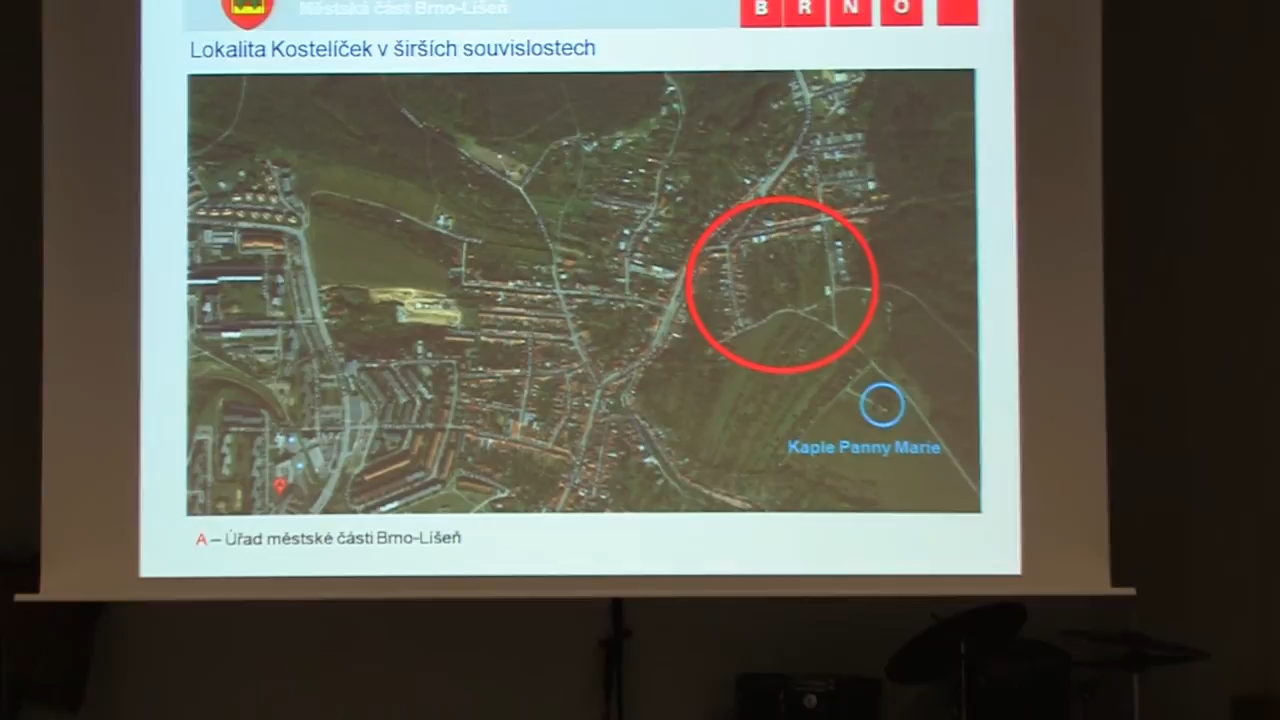 Městská část Brno-Líšeň
B R N O
Lokalita Kostelíček v širších souvislostech
Kaple Panny Marie
A – Úřad městské části Brno-Líšeň